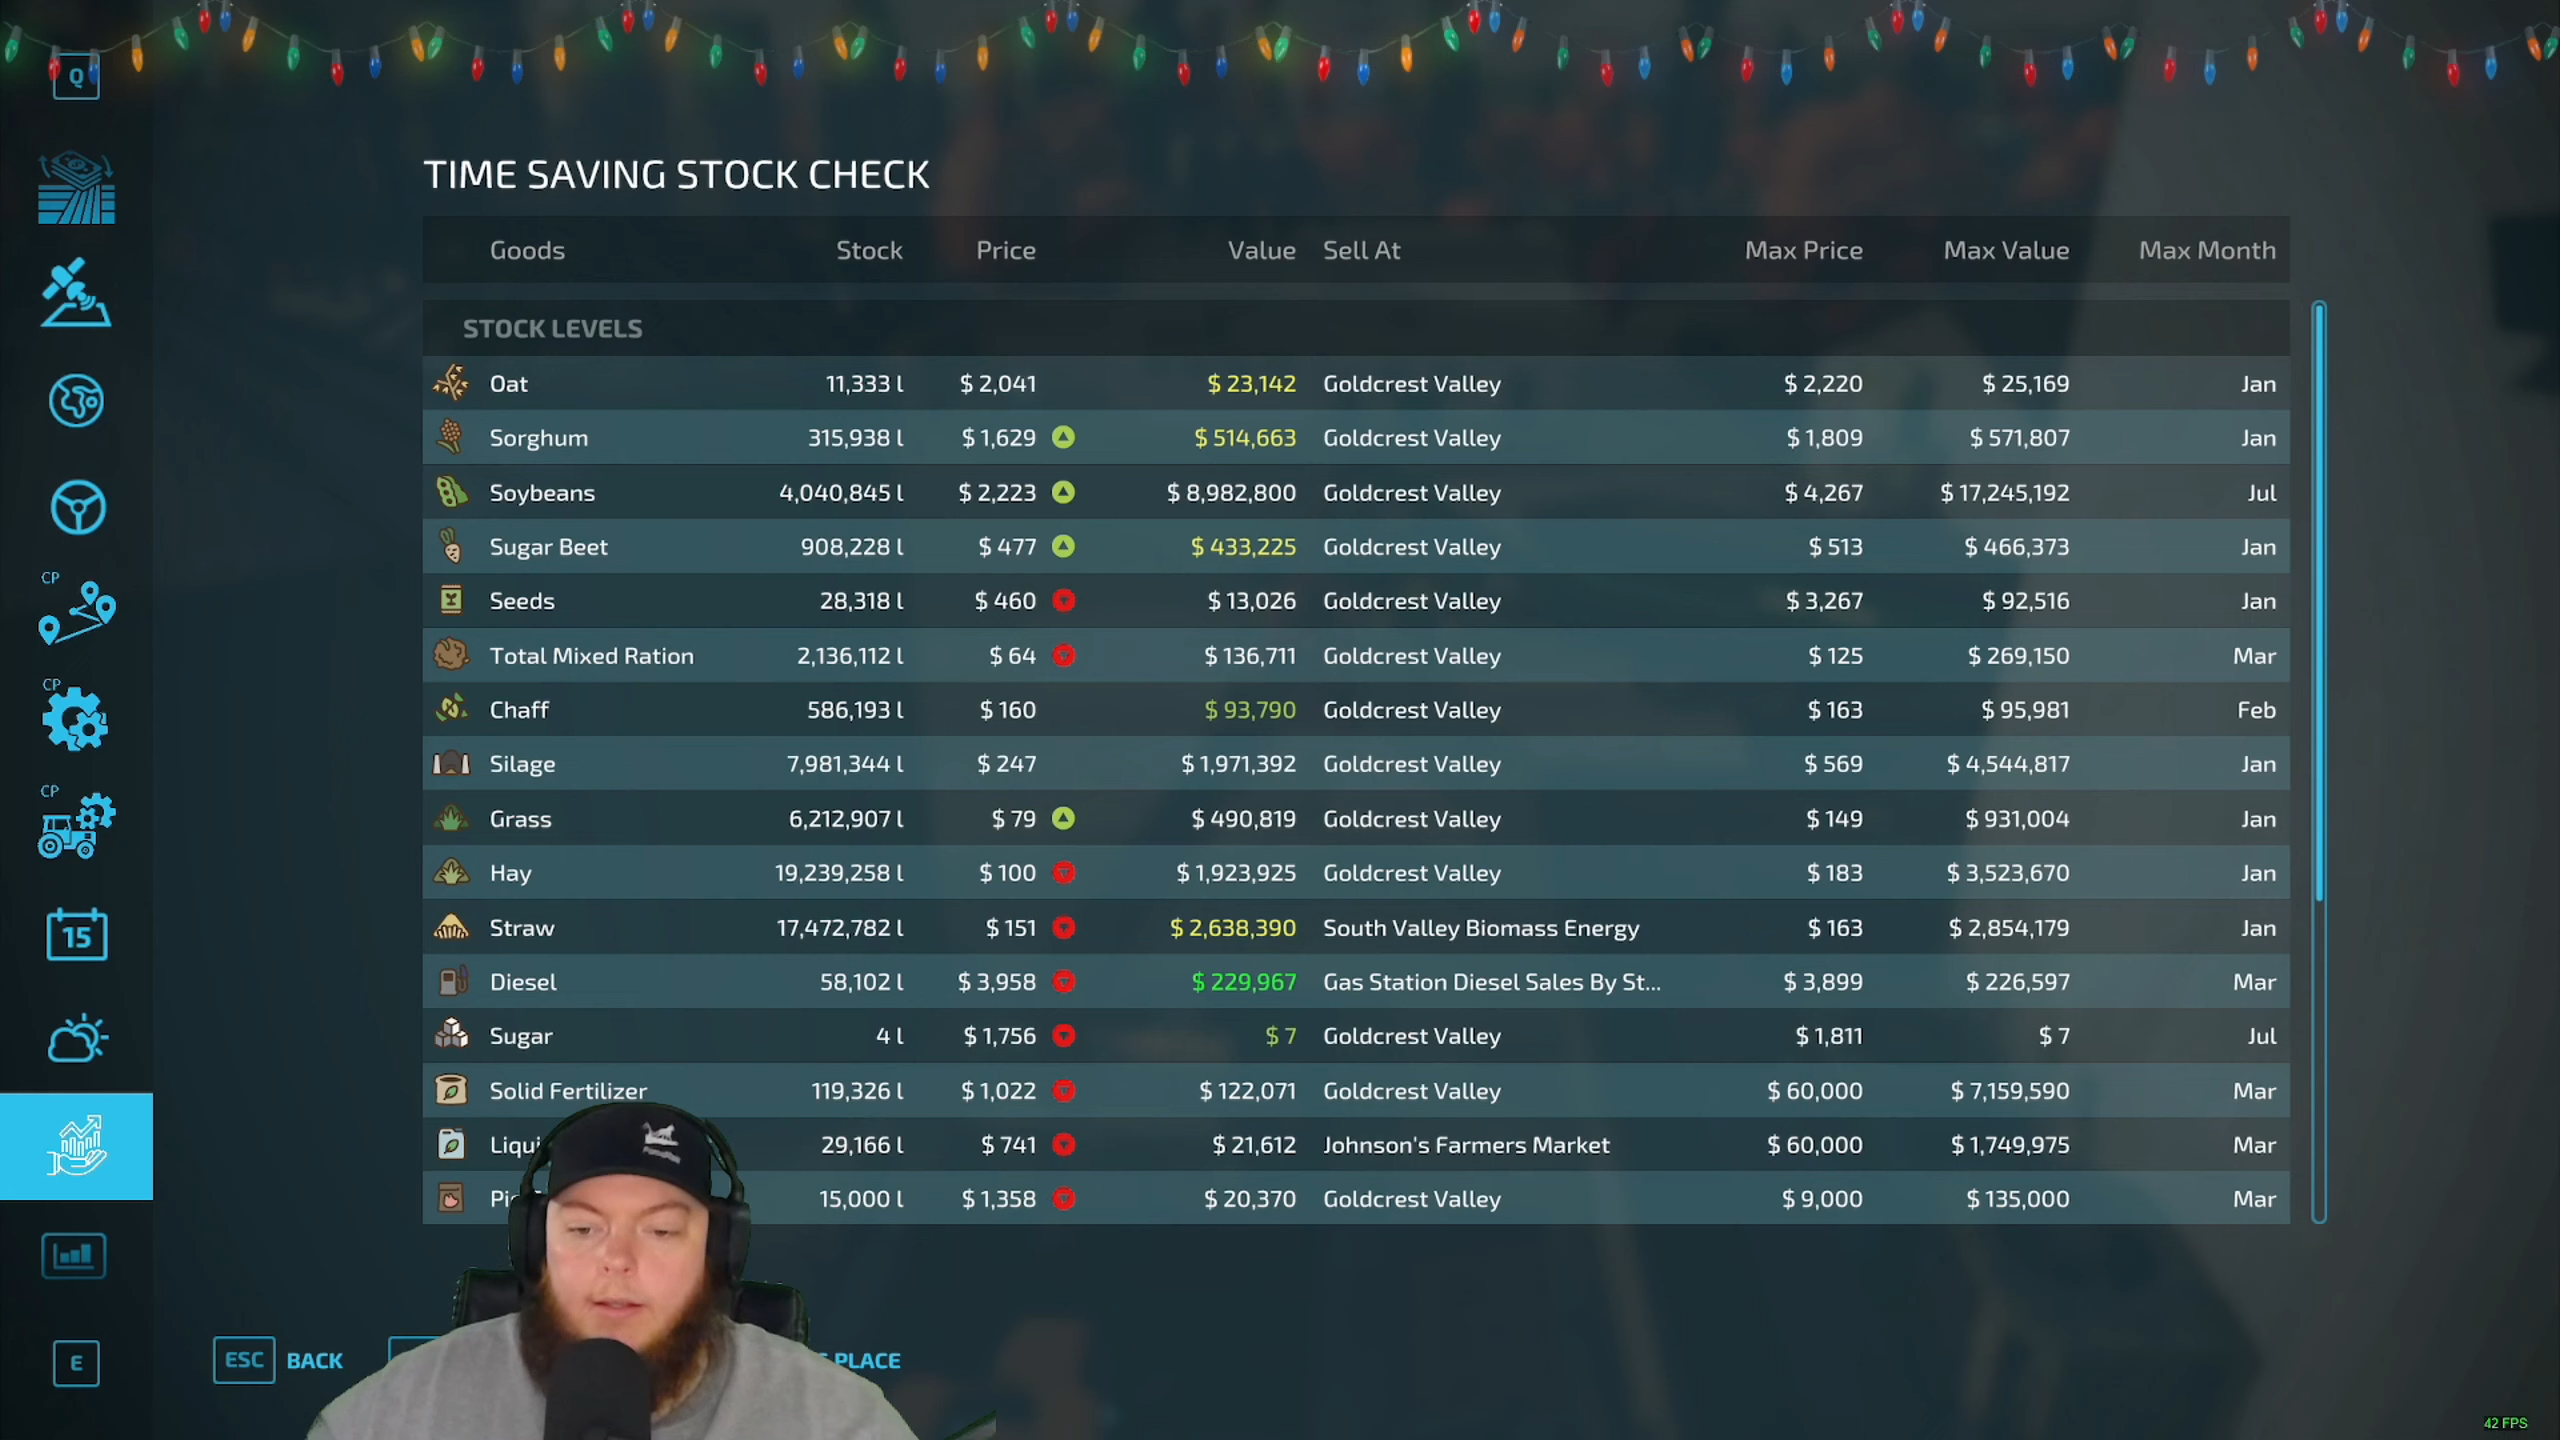 Q
TIME SAVING STOCK CHECK
Goods Stock Price Value Sell At Max Price Max Value Max Month
STOCK LEVELS
Oat 11,333 l $ 2,041 $ 23,142 Goldcrest Valley $ 2,220 $ 25,169 Jan
Sorghum 315,938 l $ 1,629 $ 514,663 Goldcrest Valley $ 1,809 $ 571,807 Jan
Soybeans 4,040,845 l $ 2,223 $ 8,982,800 Goldcrest Valley $ 4,267 $ 17,245,192 Jul
Sugar Beet 908,228 l $ 477 $ 433,225 Goldcrest Valley $ 513 $ 466,373 Jan
CP
Seeds 28,318 l $ 460 $ 13,026 Goldcrest Valley $ 3,267 $ 92,516 Jan
Total Mixed Ration 2,136,112 l $ 64 $ 136,711 Goldcrest Valley $ 125 $ 269,150 Mar
CP
Chaff 586,193 l $ 160 $ 93,790 Goldcrest Valley $ 163 $ 95,981 Feb
Silage 7,981,344 l $ 247 $ 1,971,392 Goldcrest Valley $ 569 $ 4,544,817 Jan
CP
Grass 6,212,907 l $ 79 $ 490,819 Goldcrest Valley $ 149 $ 931,004 Jan
Hay 19,239,258 l $ 100 $ 1,923,925 Goldcrest Valley $ 183 $ 3,523,670 Jan
15
Straw 17,472,782 l $ 151 $ 2,638,390 South Valley Biomass Energy $ 163 $ 2,854,179 Jan
Diesel 58,102 l $ 3,958 $ 229,967 Gas Station Diesel Sales By St... $ 3,899 $ 226,597 Mar
Sugar 4 l $ 1,756 $ 7 Goldcrest Valley $ 1,811 $ 7 Jul
Solid Fertilizer 119,326 l $ 1,022 $ 122,071 Goldcrest Valley $ 60,000 $ 7,159,590 Mar
Liqu 29,166 l $ 741 $ 21,612 Johnson's Farmers Market $ 60,000 $ 1,749,975 Mar
15,000 l $ 1,358 $ 20,370 Goldcrest Valley $ 9,000 $ 135,000 Mar
E
ESC BACK PLACE
42 FPS